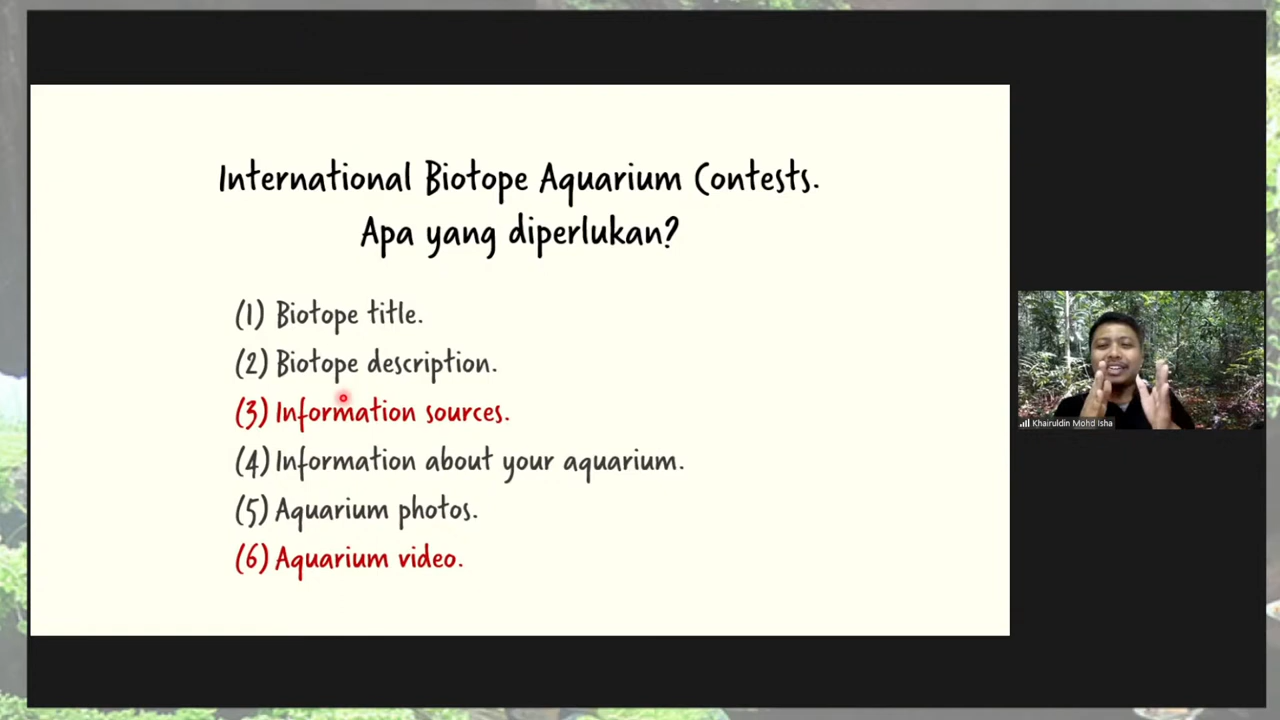 International Biotope Aquarium Contests.
Apa yang diperlukan?
(1) Biotope title.
(2) Biotope description.
(3) Information sources.
(4) Information about your aquarium.
(5) Aquarium photos.
(6) Aquarium video.
Khairuldin Mohd Isha